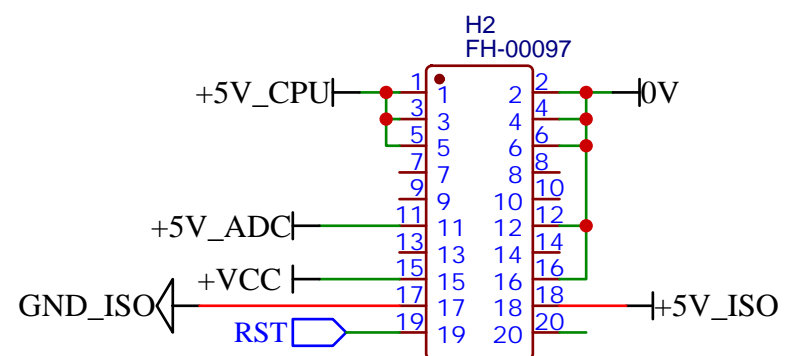 H2
FH-00097
+5V_CPU 1 1 2 2 0V
3 3 4 4
5 5 6 6
7 7 8 8
9 9 10 10
+5V_ADC 11 11 12 12
13 13 14 14
+VCC 15 15 16 16
GND_ISO 17 17 18 18 +5V_ISO
RST 19 19 20 20